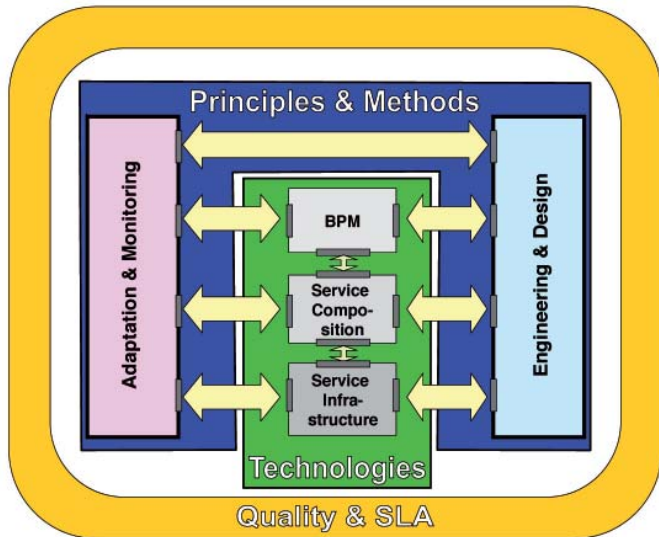 Principles & Methods
Adaptation & Monitoring
BPM
Service
Compo-
sition
Service
Infra-
structure
Engineering & Design
Technologies
Quality & SLA